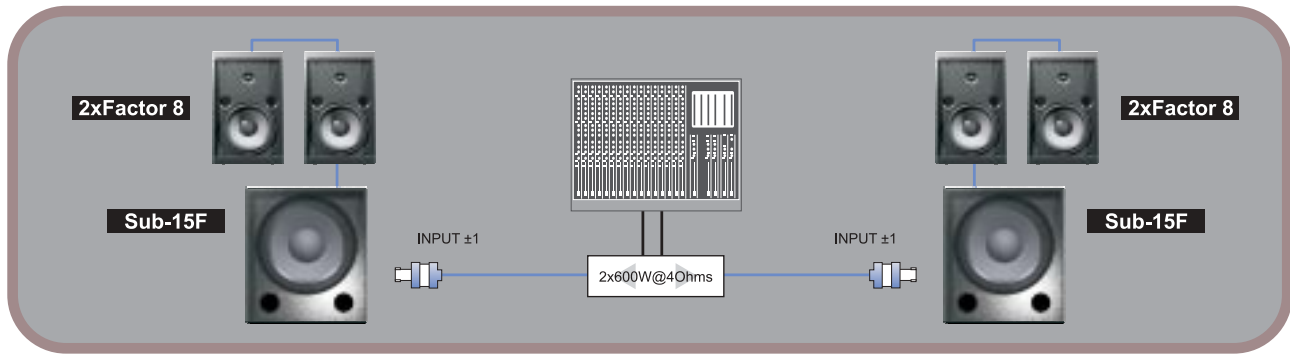 2xFactor 8
2xFactor 8
Sub-15F
Sub-15F
INPUT ±1
INPUT ±1
2x600W@4Ohms